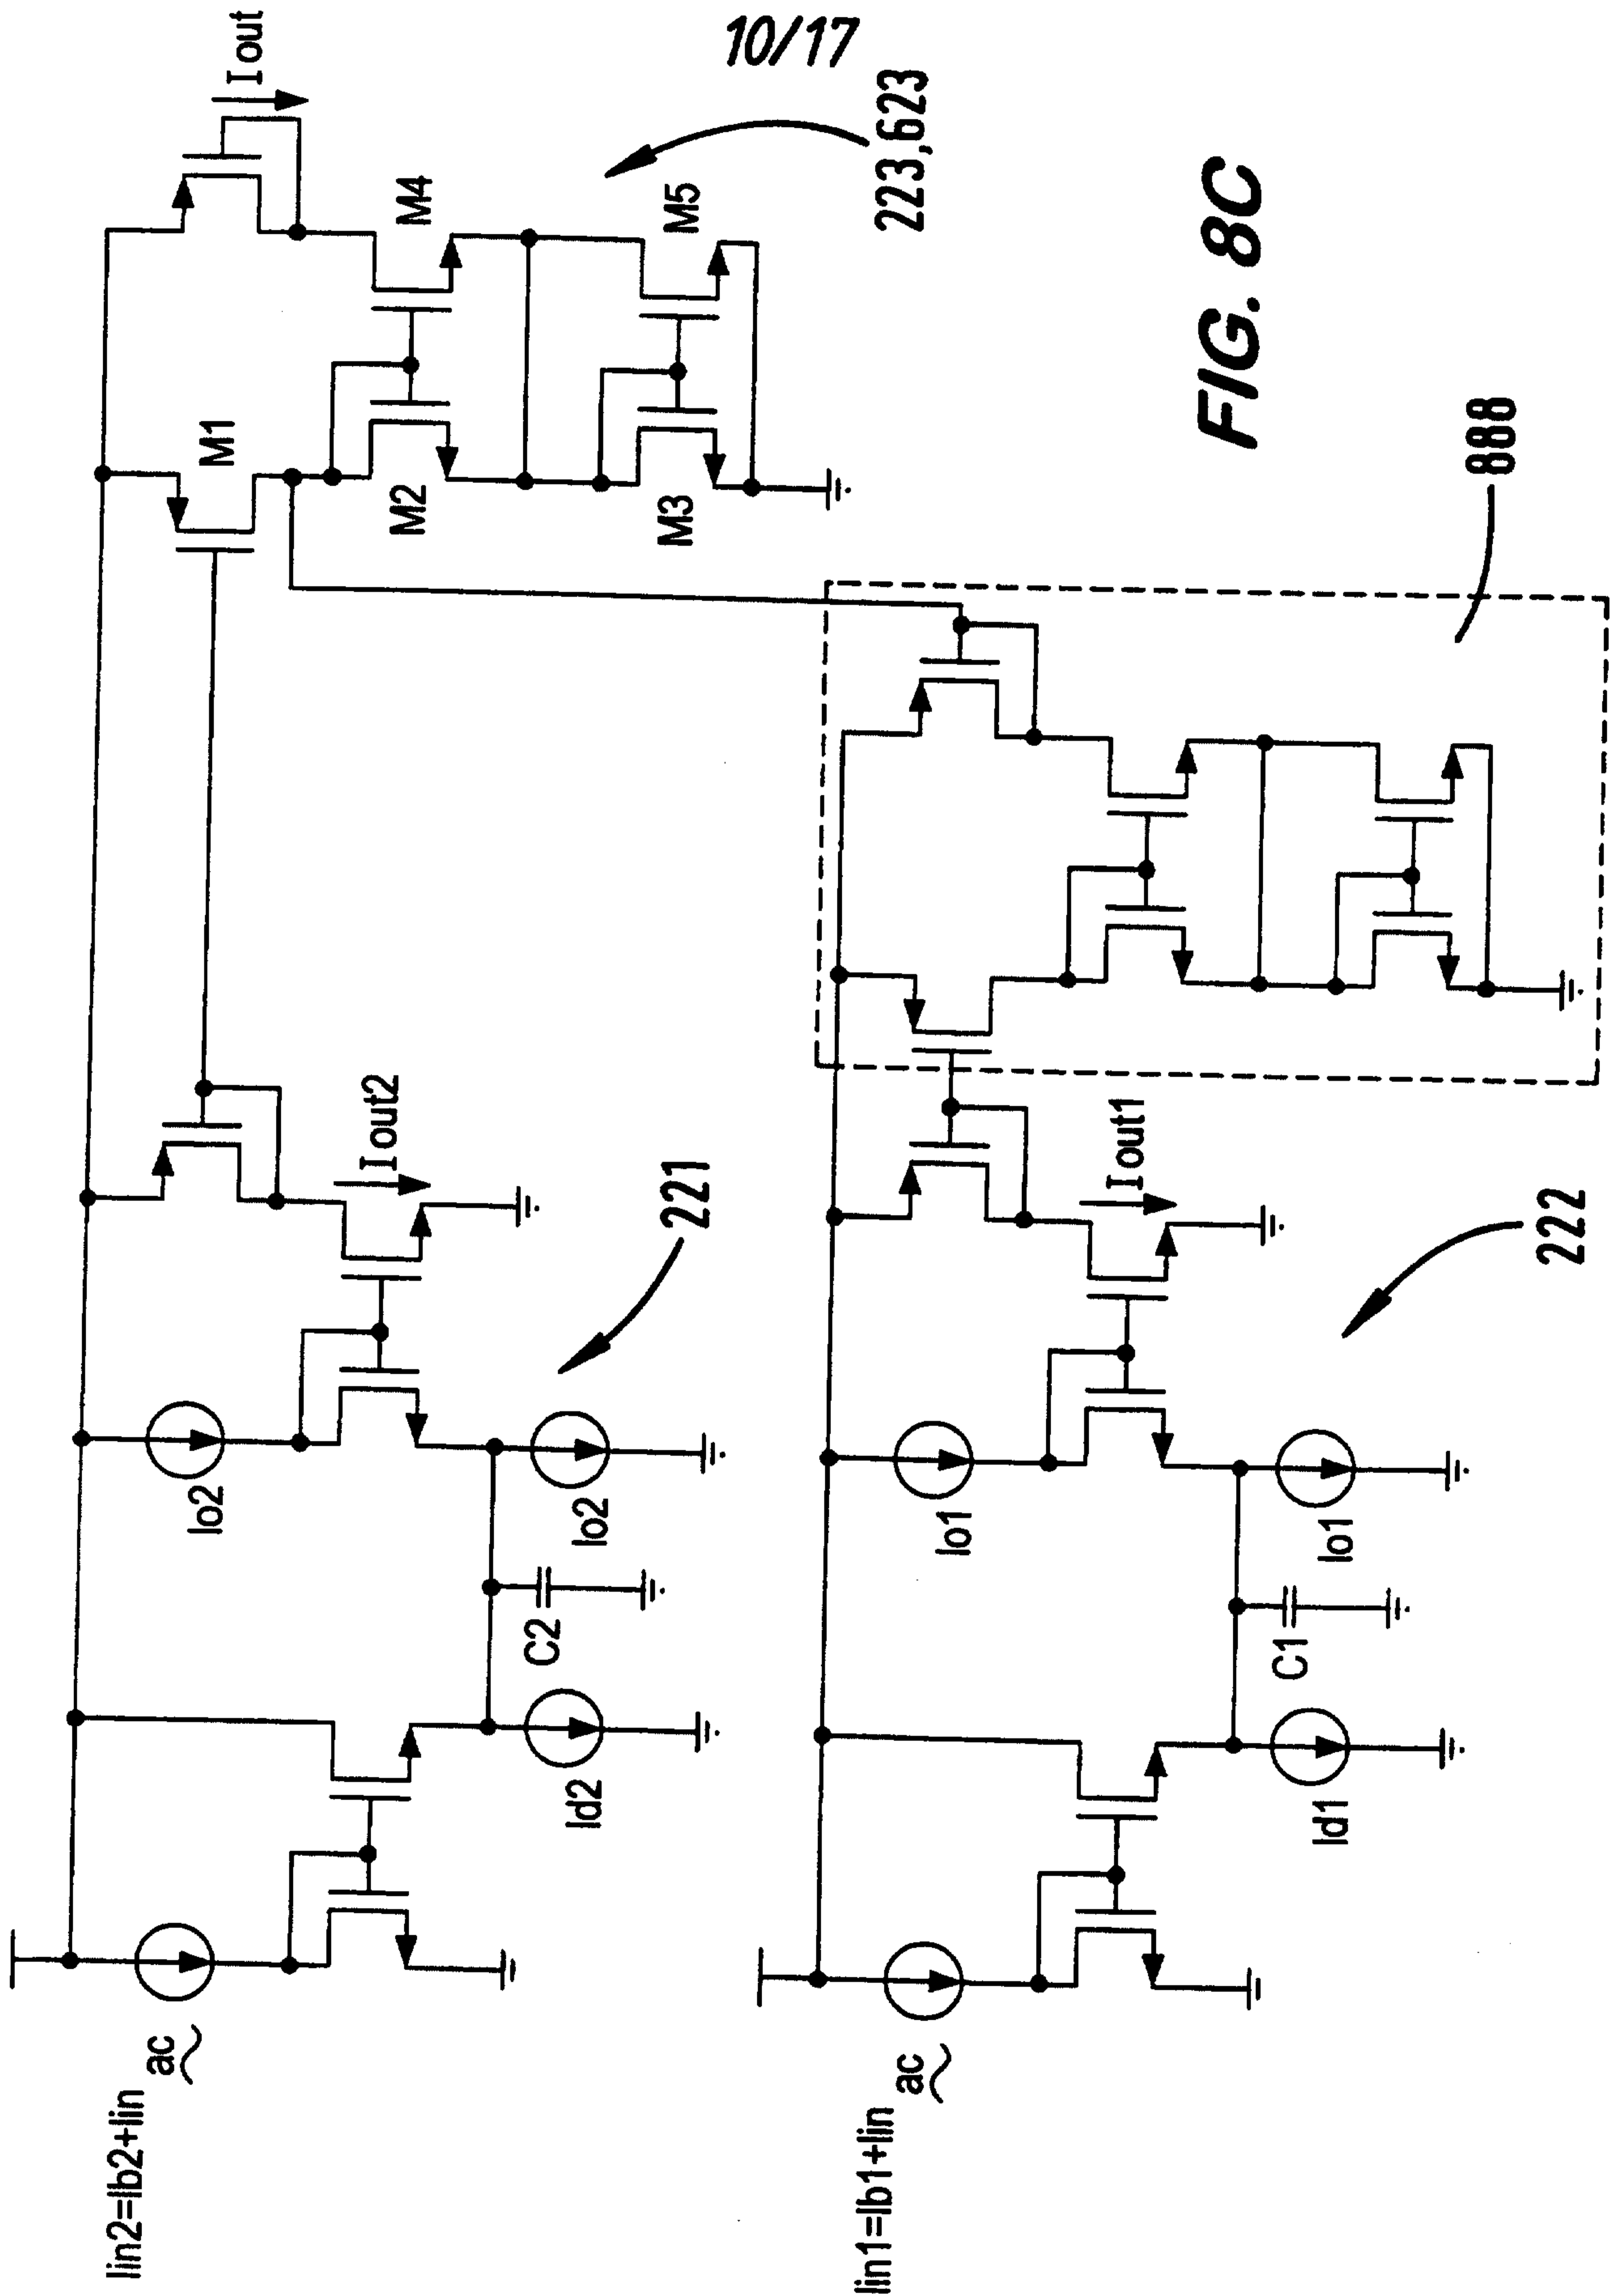 10/17
Iin2=Ib2+Iin
ac
Io2
Io2
C2
Id2
Iout2
221
M1
M2
M3
M4
M5
Iout
223,623
Iin1=Ib1+Iin
ac
Io1
Io1
C1
Id1
Iout1
222
888
FIG. 8C